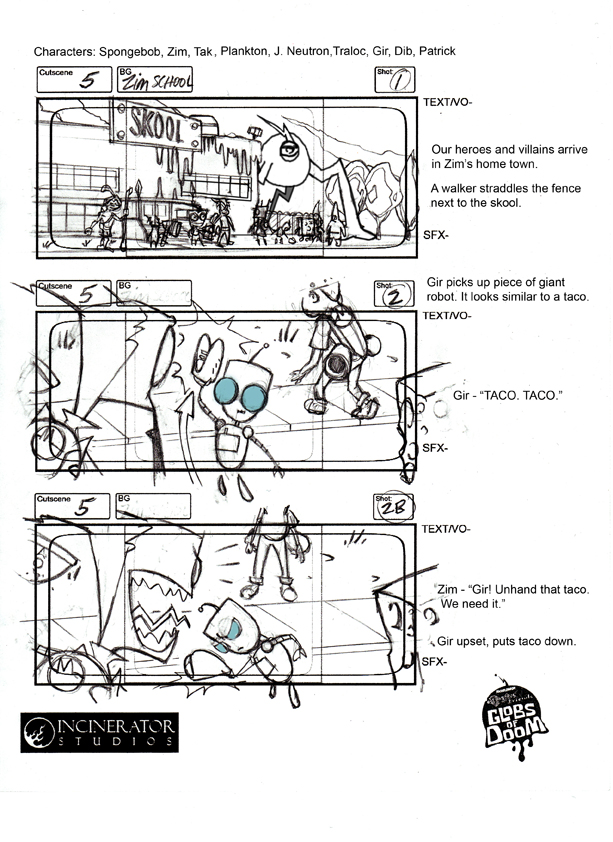 Characters: Spongebob, Zim, Tak, Plankton, J. Neutron,Traloc, Gir, Dib, Patrick
Cutscene 5
BG Zim SCHOOL
Shot: 1
TEXT/VO-
SKOOL
Our heroes and villains arrive
in Zim's home town.
A walker straddles the fence
next to the skool.
SFX-
Cutscene 5
BG
Shot: 2
Gir picks up piece of giant
robot. It looks similar to a taco.
TEXT/VO-
Gir - “TACO. TACO.”
SFX-
Cutscene 5
BG
Shot: 2B
TEXT/VO-
Zim - “Gir! Unhand that taco.
We need it.”
Gir upset, puts taco down.
SFX-
INCINERATOR
STUDIOS
GLOBS
OF
DOOM